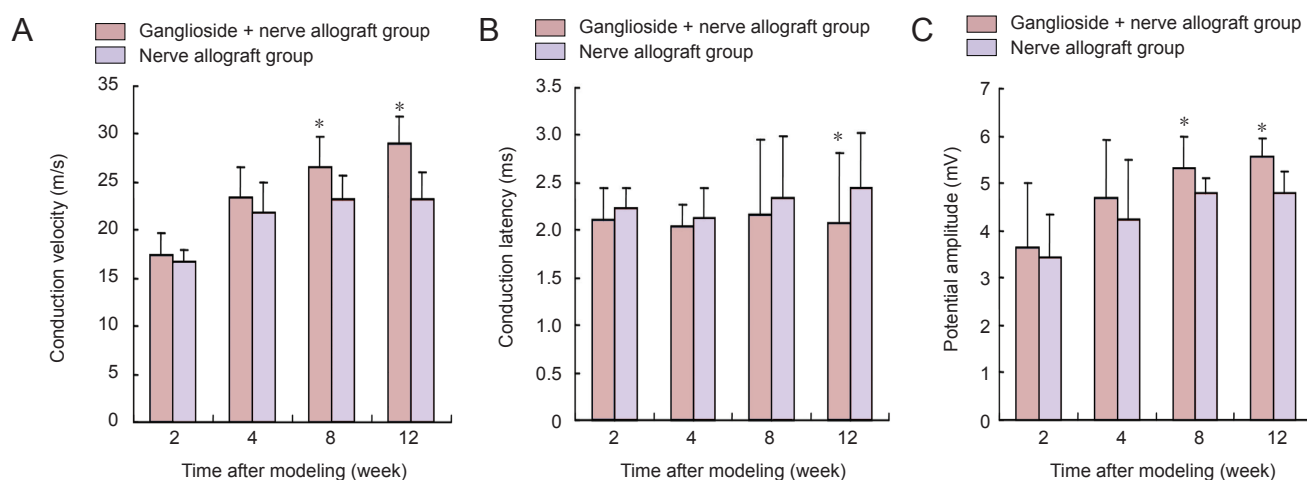 A
Ganglioside + nerve allograft group
Nerve allograft group
35
30
25
20
15
10
5
0
Conduction velocity (m/s)
*
*
2 4 8 12
Time after modeling (week)
B
Ganglioside + nerve allograft group
Nerve allograft group
3.5
3.0
2.5
2.0
1.5
1.0
0.5
0.0
Conduction latency (ms)
*
2 4 8 12
Time after modeling (week)
C
Ganglioside + nerve allograft group
Nerve allograft group
7
6
5
4
3
2
1
0
Potential amplitude (mV)
*
*
2 4 8 12
Time after modeling (week)